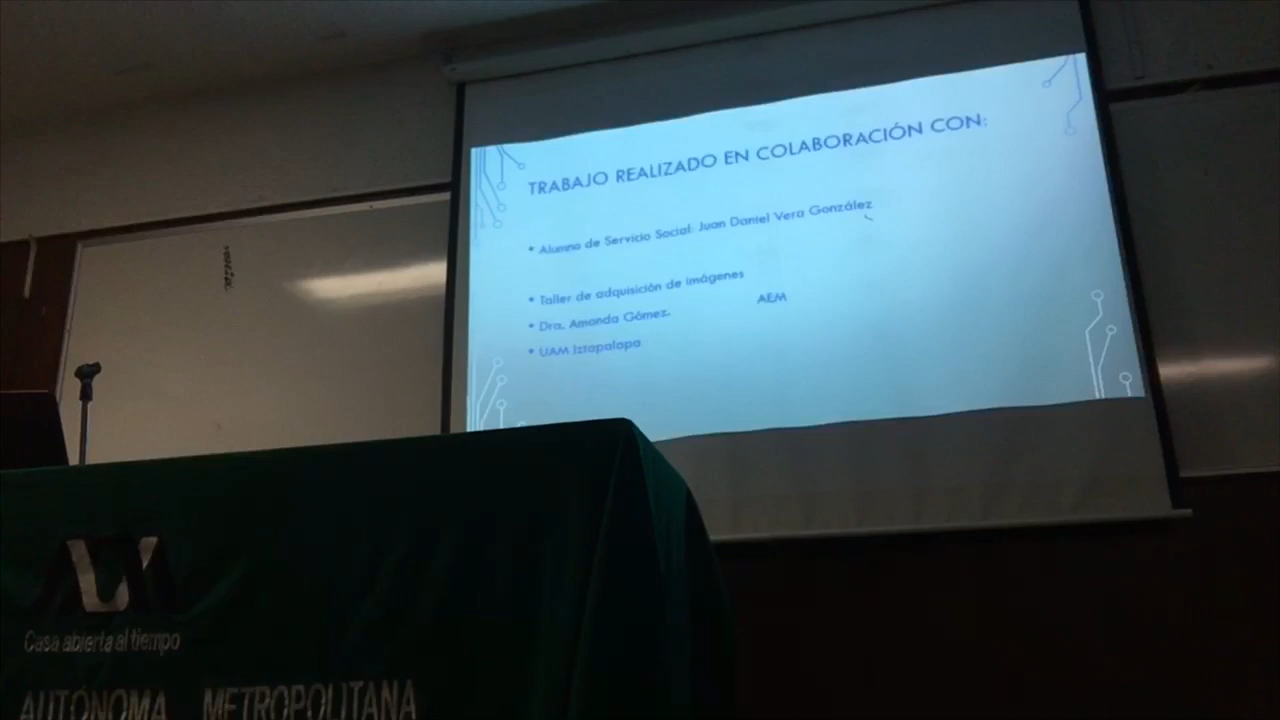 TRABAJO REALIZADO EN COLABORACIÓN CON:
• Alumno de Servicio Social: Juan Daniel Vera González
• Taller de adquisición de imágenes
• Dra. Amanda Gómez. AEM
• UAM Iztapalapa
Casa abierta al tiempo
AUTÓNOMA METROPOLITANA